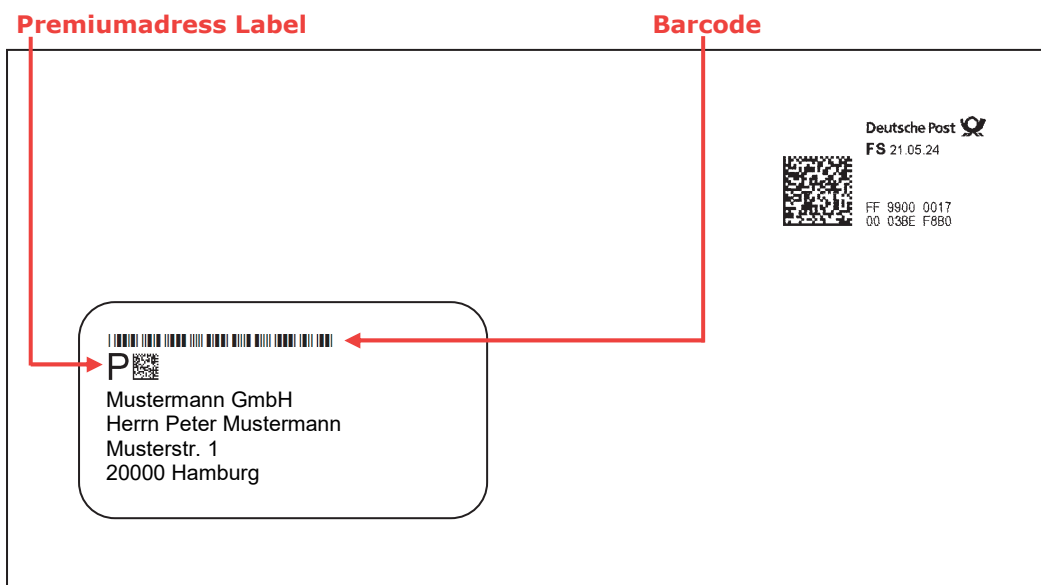 Premiumadress Label
Barcode
Deutsche Post
FS 21.05.24
FF 9900 0017
00 03BE F8B0
P
Mustermann GmbH
Herrn Peter Mustermann
Musterstr. 1
20000 Hamburg